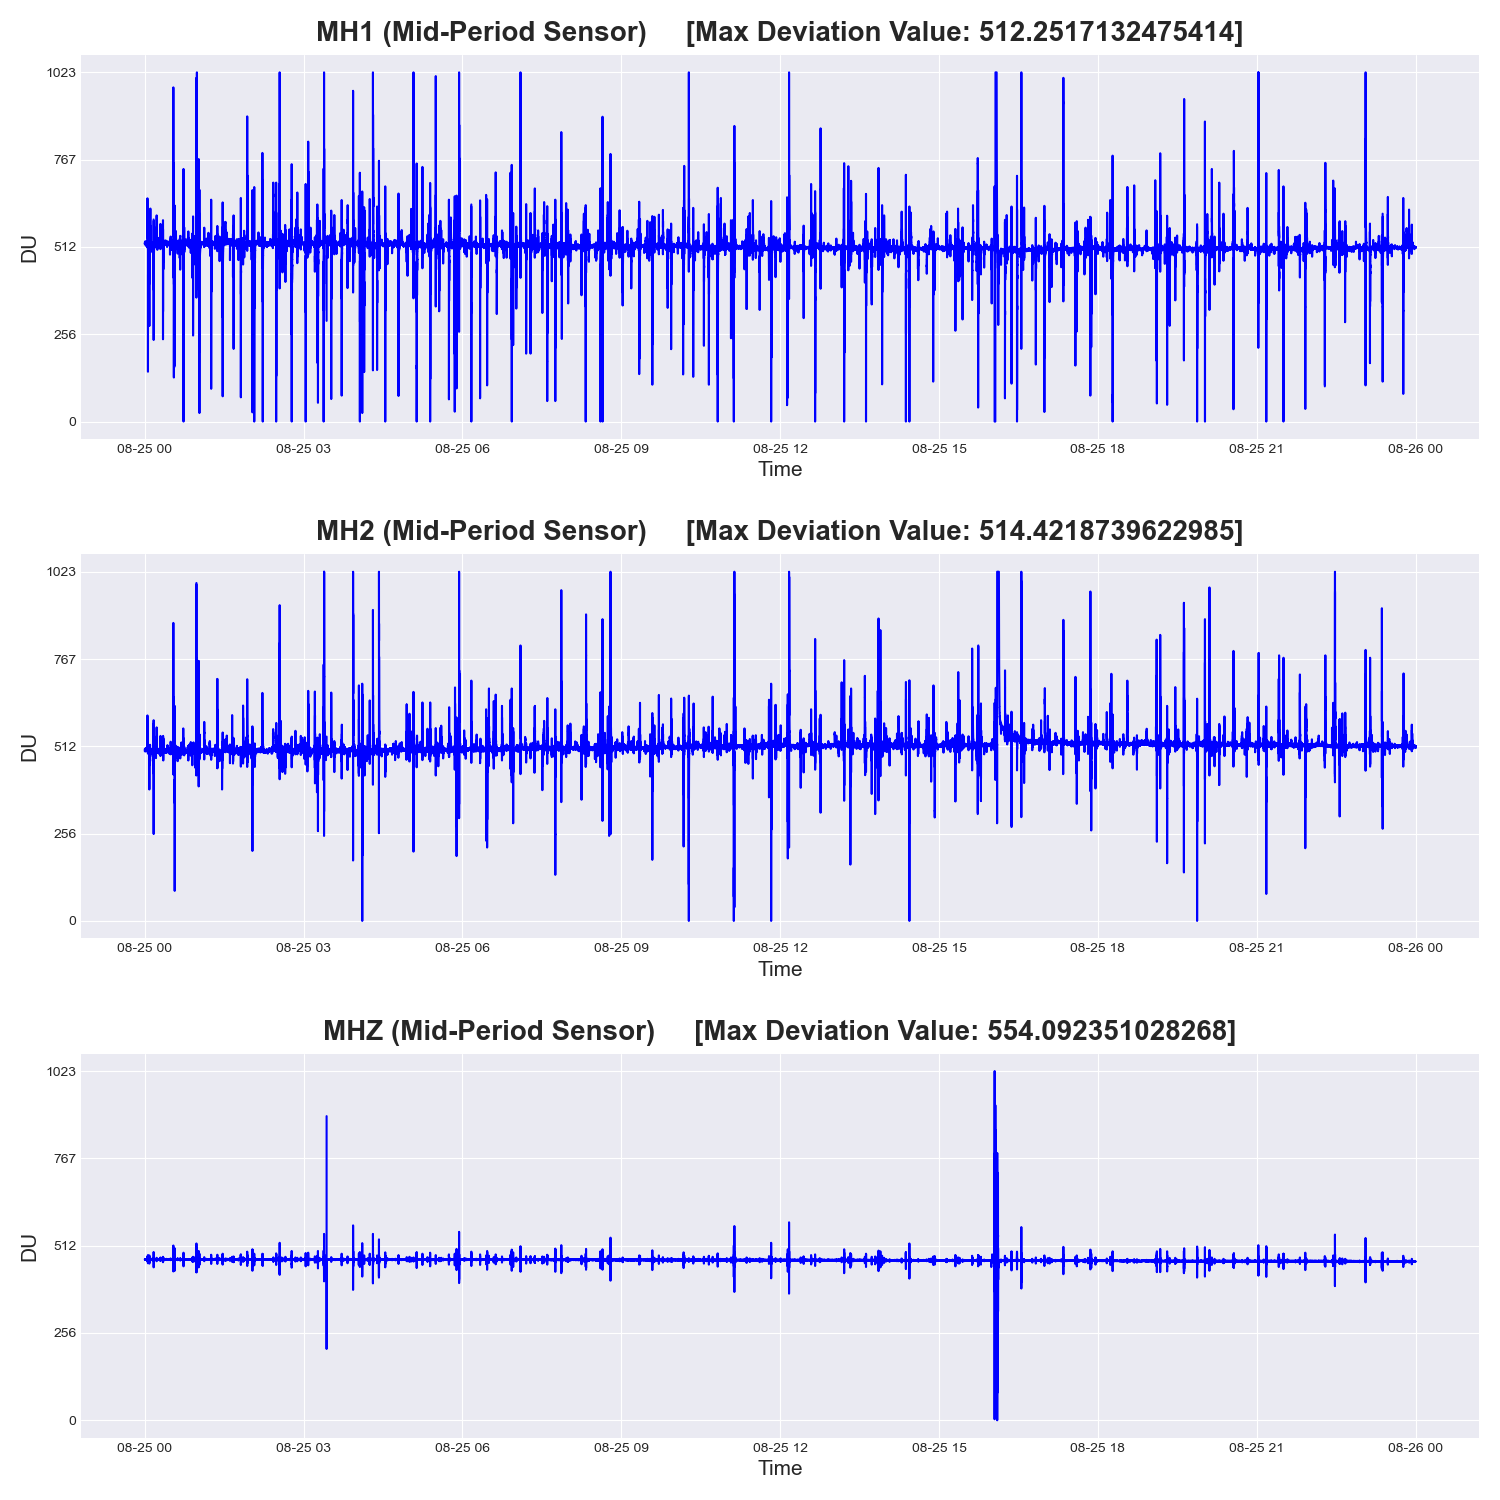 MH1 (Mid-Period Sensor)     [Max Deviation Value: 512.2517132475414]
1023
767
512
256
0
DU
08-25 00 08-25 03 08-25 06 08-25 09 08-25 12 08-25 15 08-25 18 08-25 21 08-26 00
Time
MH2 (Mid-Period Sensor)     [Max Deviation Value: 514.4218739622985]
1023
767
512
256
0
DU
08-25 00 08-25 03 08-25 06 08-25 09 08-25 12 08-25 15 08-25 18 08-25 21 08-26 00
Time
MHZ (Mid-Period Sensor)     [Max Deviation Value: 554.092351028268]
1023
767
512
256
0
DU
08-25 00 08-25 03 08-25 06 08-25 09 08-25 12 08-25 15 08-25 18 08-25 21 08-26 00
Time